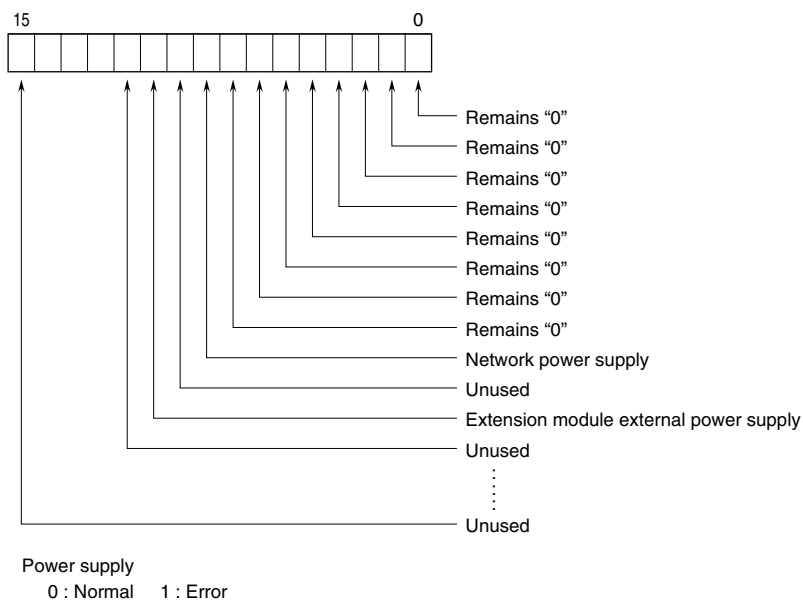 15 0
Remains “0”
Remains “0”
Remains “0”
Remains “0”
Remains “0”
Remains “0”
Remains “0”
Remains “0”
Network power supply
Unused
Extension module external power supply
Unused
Unused
Power supply
0 : Normal 1 : Error